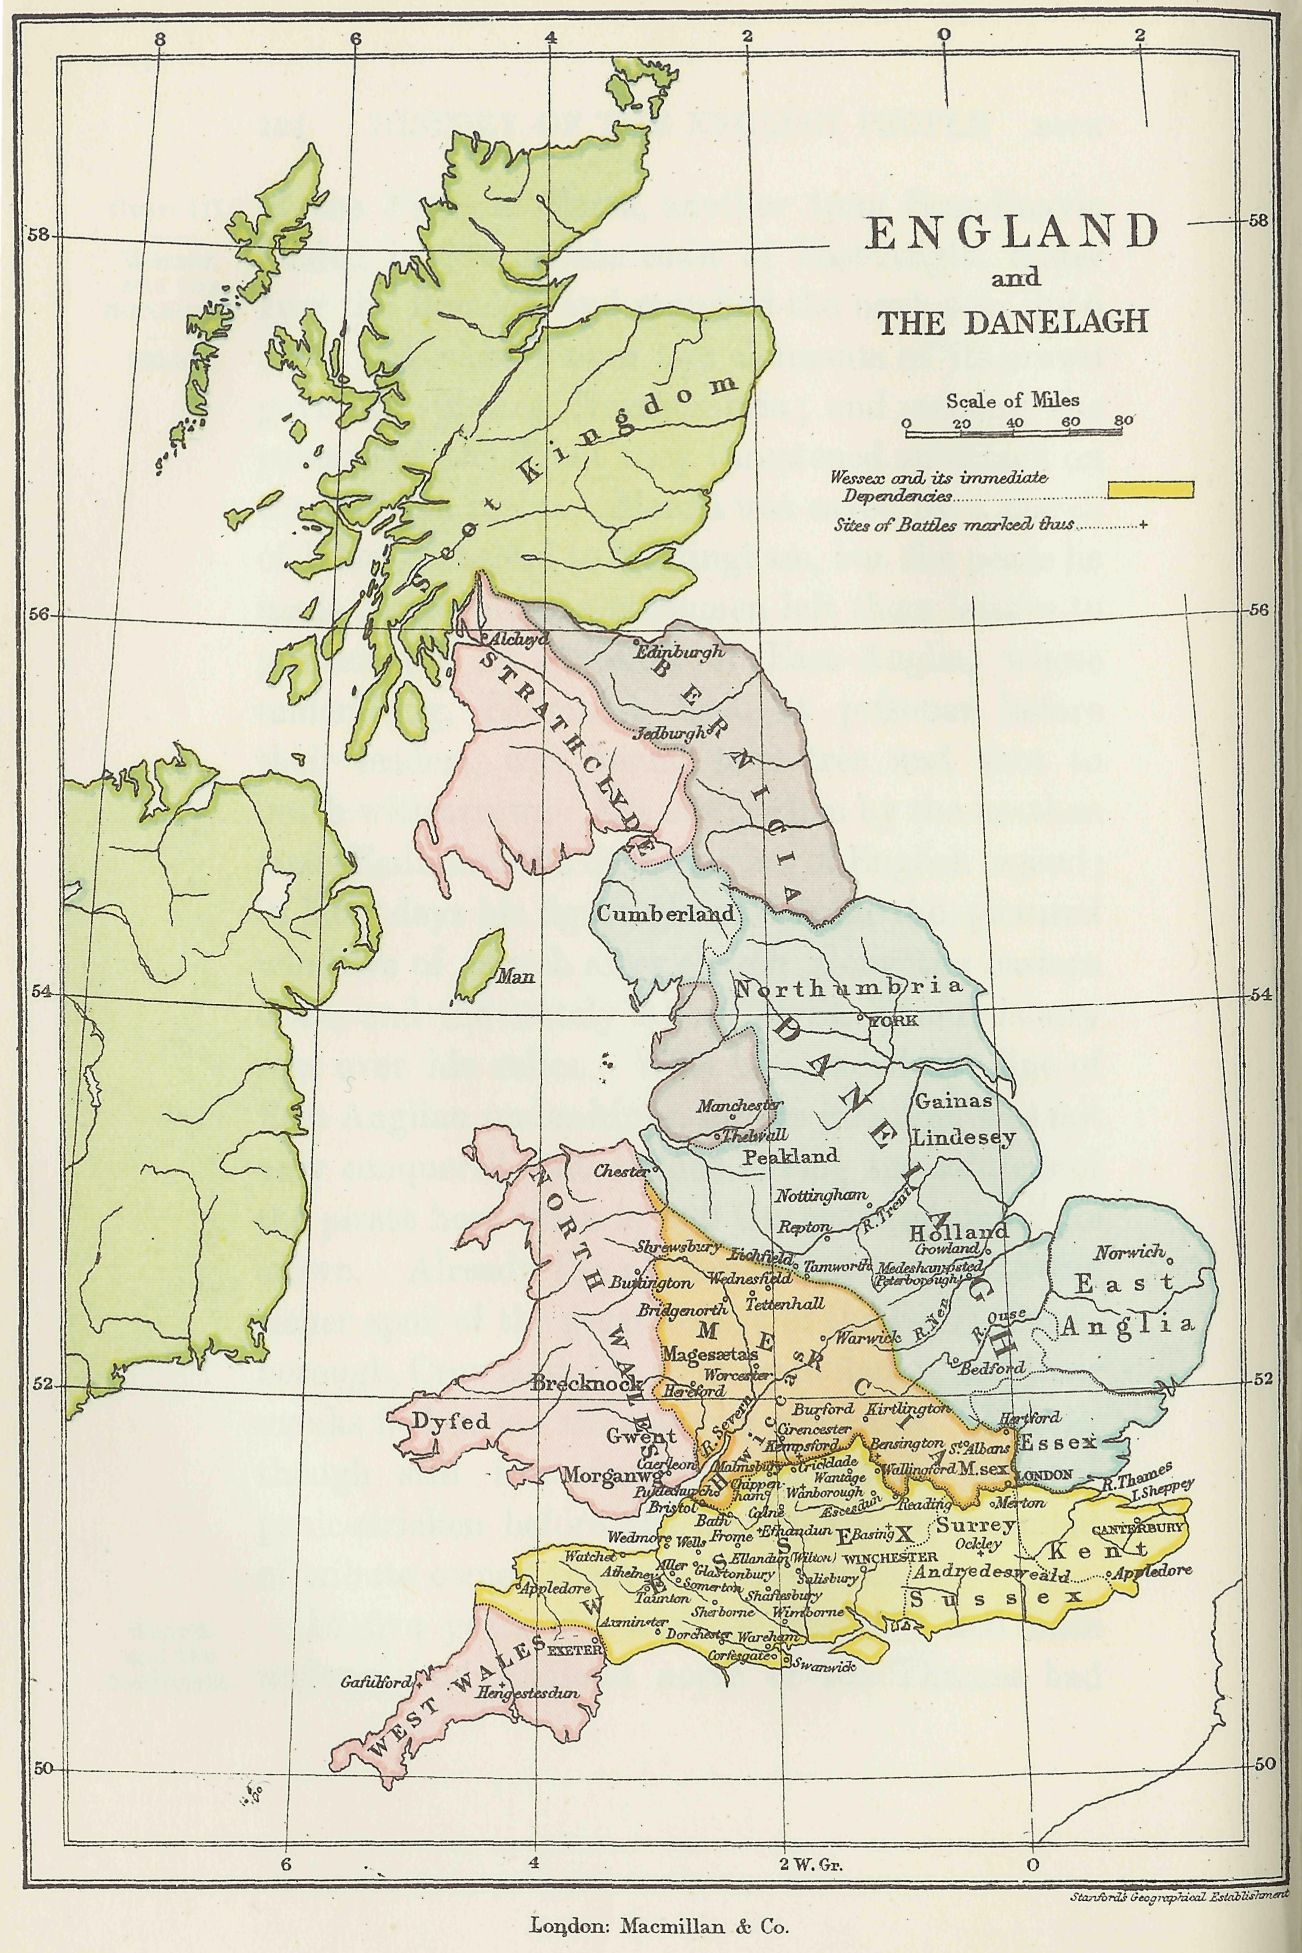 8 6 4 2 0 2
ENGLAND
and
THE DANELAGH
Scale of Miles
0 20 40 60 80
Wessex and its immediate
Dependencies
Sites of Battles marked thus +
58 58
56 56
54 54
52 52
50 50
Scot Kingdom
Alcluyd
STRATHCLYDE
Edinburgh
BERNICIA
Jedburgh
Cumberland
Man
Northumbria
YORK
DANELAGH
Manchester
Thelwall
Peakland
Gainas
Lindesey
Chester
NORTH WALES
Nottingham
R. Trent
Repton
Holland
Crowland
Shrewsbury
Lichfield
Tamworth
Medeshampsted
Peterborough
Norwich
East
Anglia
Buttington
Wednesfield
Bridgenorth
Tettenhall
MERCIA
Magesætas
Warwick
R. Nen
R. Ouse
Bedford
Worcester
Hereford
Brecknock
Dyfed
Gwent
Morganwg
Caerleon
R. Severn
Hwiccas
Burford
Kirtlington
Cirencester
Kempsford
Bensington
St Albans
Hertford
Essex
Malmsbury
Cricklade
Wallingford
M. sex
LONDON
R. Thames
I. Sheppey
Chippen-
ham
Wantage
Wanborough
Æscesdun
Reading
Merton
Bristol
Bath
Calne
Wedmore
Wells
Frome
Ethandun
WESSEX
Basing
Surrey
Ockley
CANTERBURY
Kent
Watchet
Athelney
Aller
Glastonbury
Ellandun
(Wilton)
WINCHESTER
Andredesweald
Appledore
Appledore
Taunton
Somerton
Shaftesbury
Salisbury
Sussex
Axminster
Sherborne
Wimborne
Dorchester
Wareham
Corfesgate
Swanwick
EXETER
WEST WALES
Gafulford
Hengestesdun
6 4 2 W. Gr. 0
Stanford's Geographical Establishment
London: Macmillan & Co.